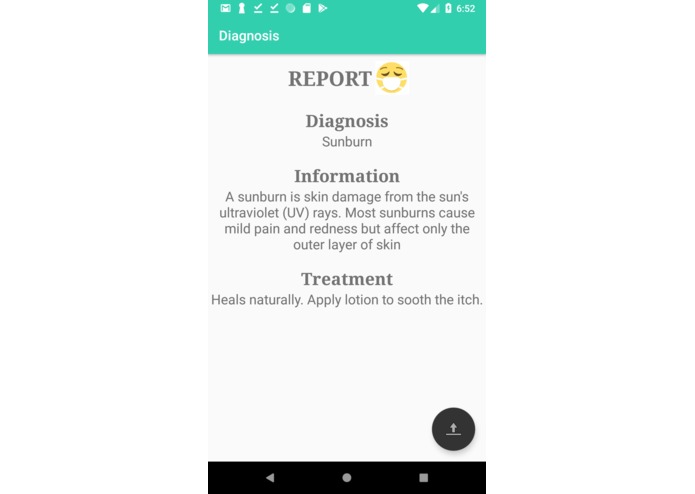 6:52
Diagnosis
REPORT
Diagnosis
Sunburn
Information
A sunburn is skin damage from the sun's
ultraviolet (UV) rays. Most sunburns cause
mild pain and redness but affect only the
outer layer of skin
Treatment
Heals naturally. Apply lotion to sooth the itch.